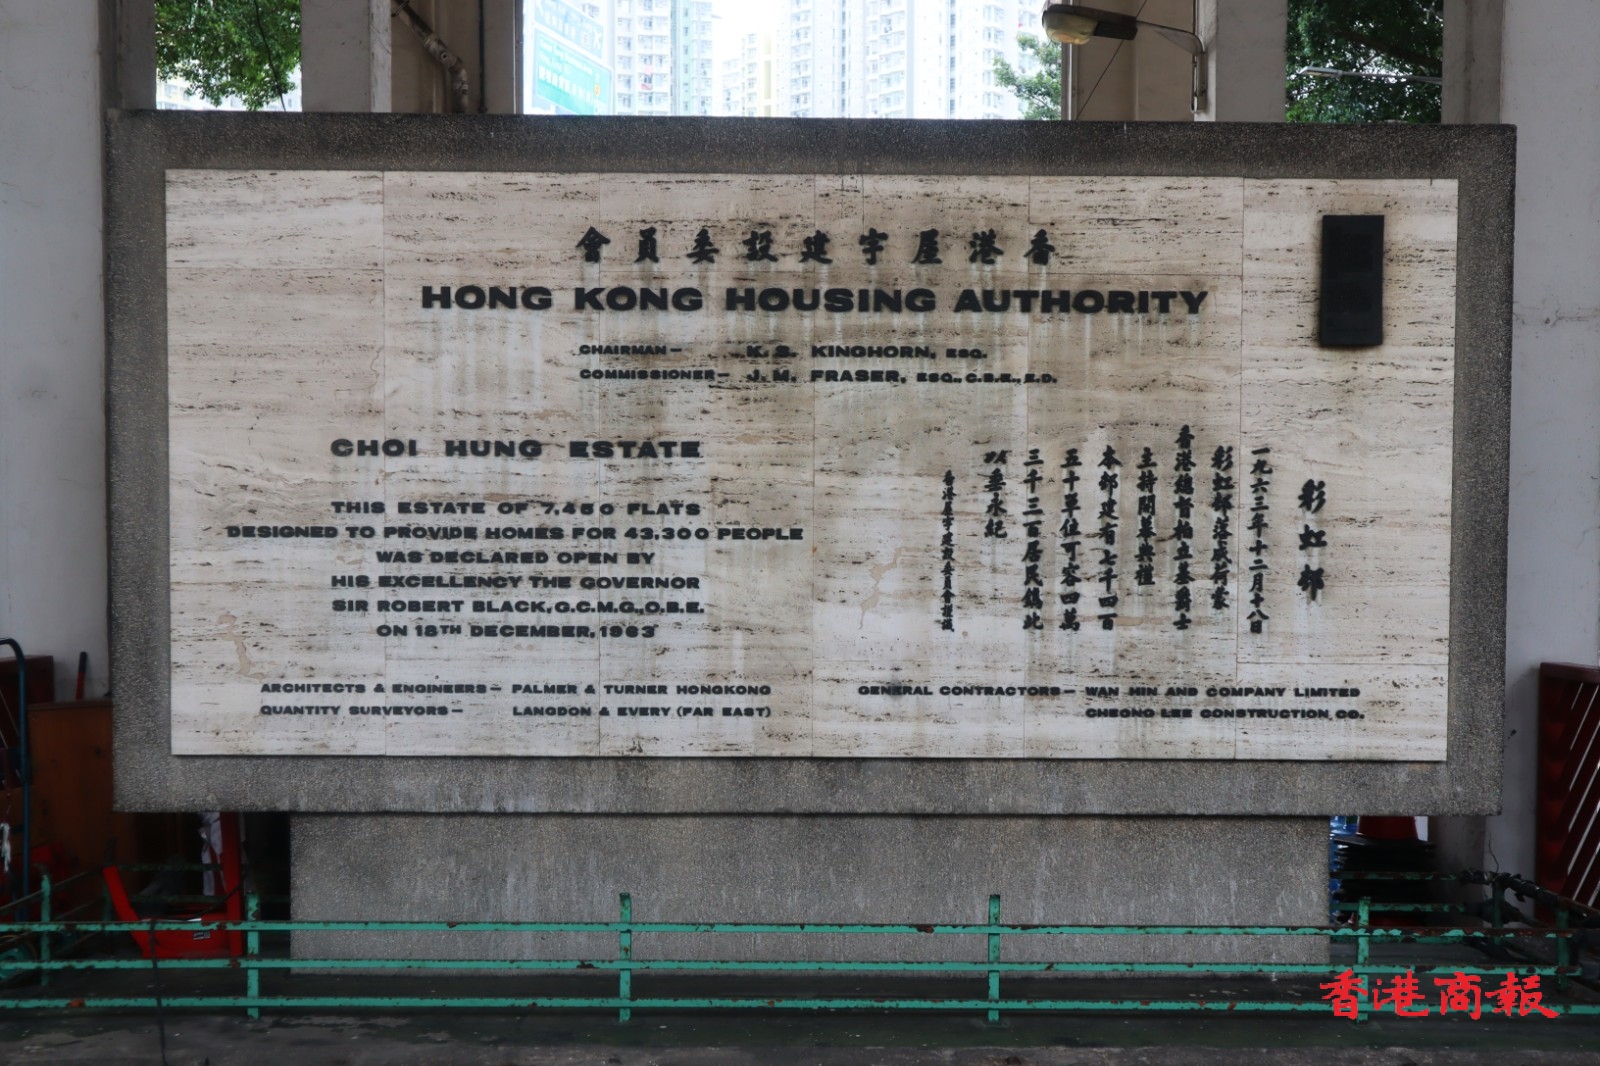 香港屋宇建設委員會
HONG KONG HOUSING AUTHORITY
CHAIRMAN— K. S. KINGHORN, ESQ.
COMMISSIONER— J. M. FRASER, ESQ., C.B.E., E.D.
CHOI HUNG ESTATE
THIS ESTATE OF 7,450 FLATS
DESIGNED TO PROVIDE HOMES FOR 43,300 PEOPLE
WAS DECLARED OPEN BY
HIS EXCELLENCY THE GOVERNOR
SIR ROBERT BLACK, G.C.M.G., O.B.E.
ON 18TH DECEMBER, 1963
彩虹邨
一九六三年十二月十八日
彩虹邨落成荷蒙
香港總督柏立基爵士
主持開幕典禮
本邨建有七千四百
五十單位可容四萬
三千三百居民鐫此
以垂永紀
香港屋宇建設委員會謹識
ARCHITECTS & ENGINEERS— PALMER & TURNER HONGKONG
QUANTITY SURVEYORS— LANGDON & EVERY (FAR EAST)
GENERAL CONTRACTORS— WAN HIN AND COMPANY LIMITED
CHEONG LEE CONSTRUCTION CO.
香港商報